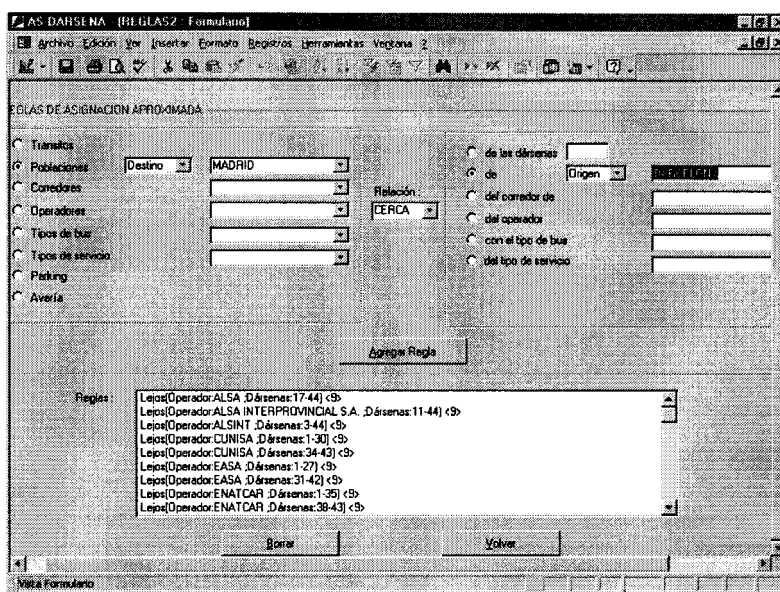 AS-DARSENA - [REGLAS2 : Formulario]
Archivo Edición Ver Insertar Formato Registros Herramientas Ventana ?
EGLAS DE ASIGNACION APROXIMADA
Tránsitos
Poblaciones Destino MADRID
Corredores
Operadores
Tipos de bus
Tipos de servicio
Parking
Avería
Relación :
CERCA
de las dársenas
de Origen
del corredor de
del operador
con el tipo de bus
del tipo de servicio
Agregar Regla
Reglas :
Lejos(Operador:ALSA ;Dársenas:17-44) <9>
Lejos(Operador:ALSA INTERPROVINCIAL S.A. ;Dársenas:11-44) <9>
Lejos(Operador:ALSINT ;Dársenas:3-44) <9>
Lejos(Operador:CUNISA ;Dársenas:1-30) <9>
Lejos(Operador:CUNISA ;Dársenas:34-43) <9>
Lejos(Operador:EASA ;Dársenas:1-27) <9>
Lejos(Operador:EASA ;Dársenas:31-42) <9>
Lejos(Operador:ENATCAR ;Dársenas:1-35) <9>
Lejos(Operador:ENATCAR ;Dársenas:38-43) <9>
Borrar Volver
Vista Formulario